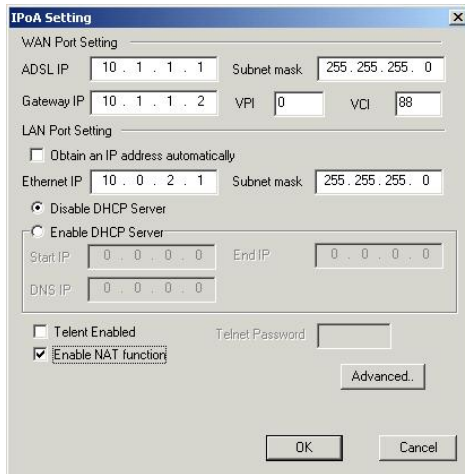 IPoA Setting
WAN Port Setting
ADSL IP 10 . 1 . 1 . 1 Subnet mask 255 . 255 . 255 . 0
Gateway IP 10 . 1 . 1 . 2 VPI 0 VCI 88
LAN Port Setting
Obtain an IP address automatically
Ethernet IP 10 . 0 . 2 . 1 Subnet mask 255 . 255 . 255 . 0
Disable DHCP Server
Enable DHCP Server
Start IP 0 . 0 . 0 . 0 End IP 0 . 0 . 0 . 0
DNS IP 0 . 0 . 0 . 0
Telent Enabled Telnet Password
Enable NAT function
Advanced..
OK Cancel